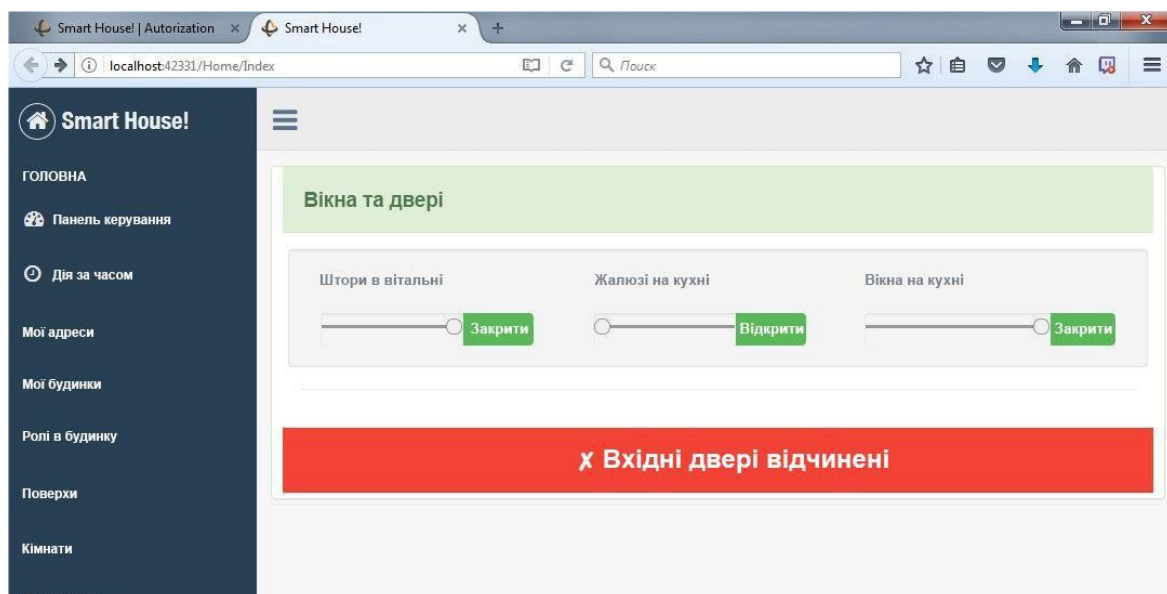 Smart House! | Autorization
Smart House!
localhost:42331/Home/Index
Поиск
Smart House!
ГОЛОВНА
Панель керування
Дія за часом
Мої адреси
Мої будинки
Ролі в будинку
Поверхи
Кімнати
Вікна та двері
Штори в вітальні Жалюзі на кухні Вікна на кухні
Закрити Відкрити Закрити
✗ Вхідні двері відчинені